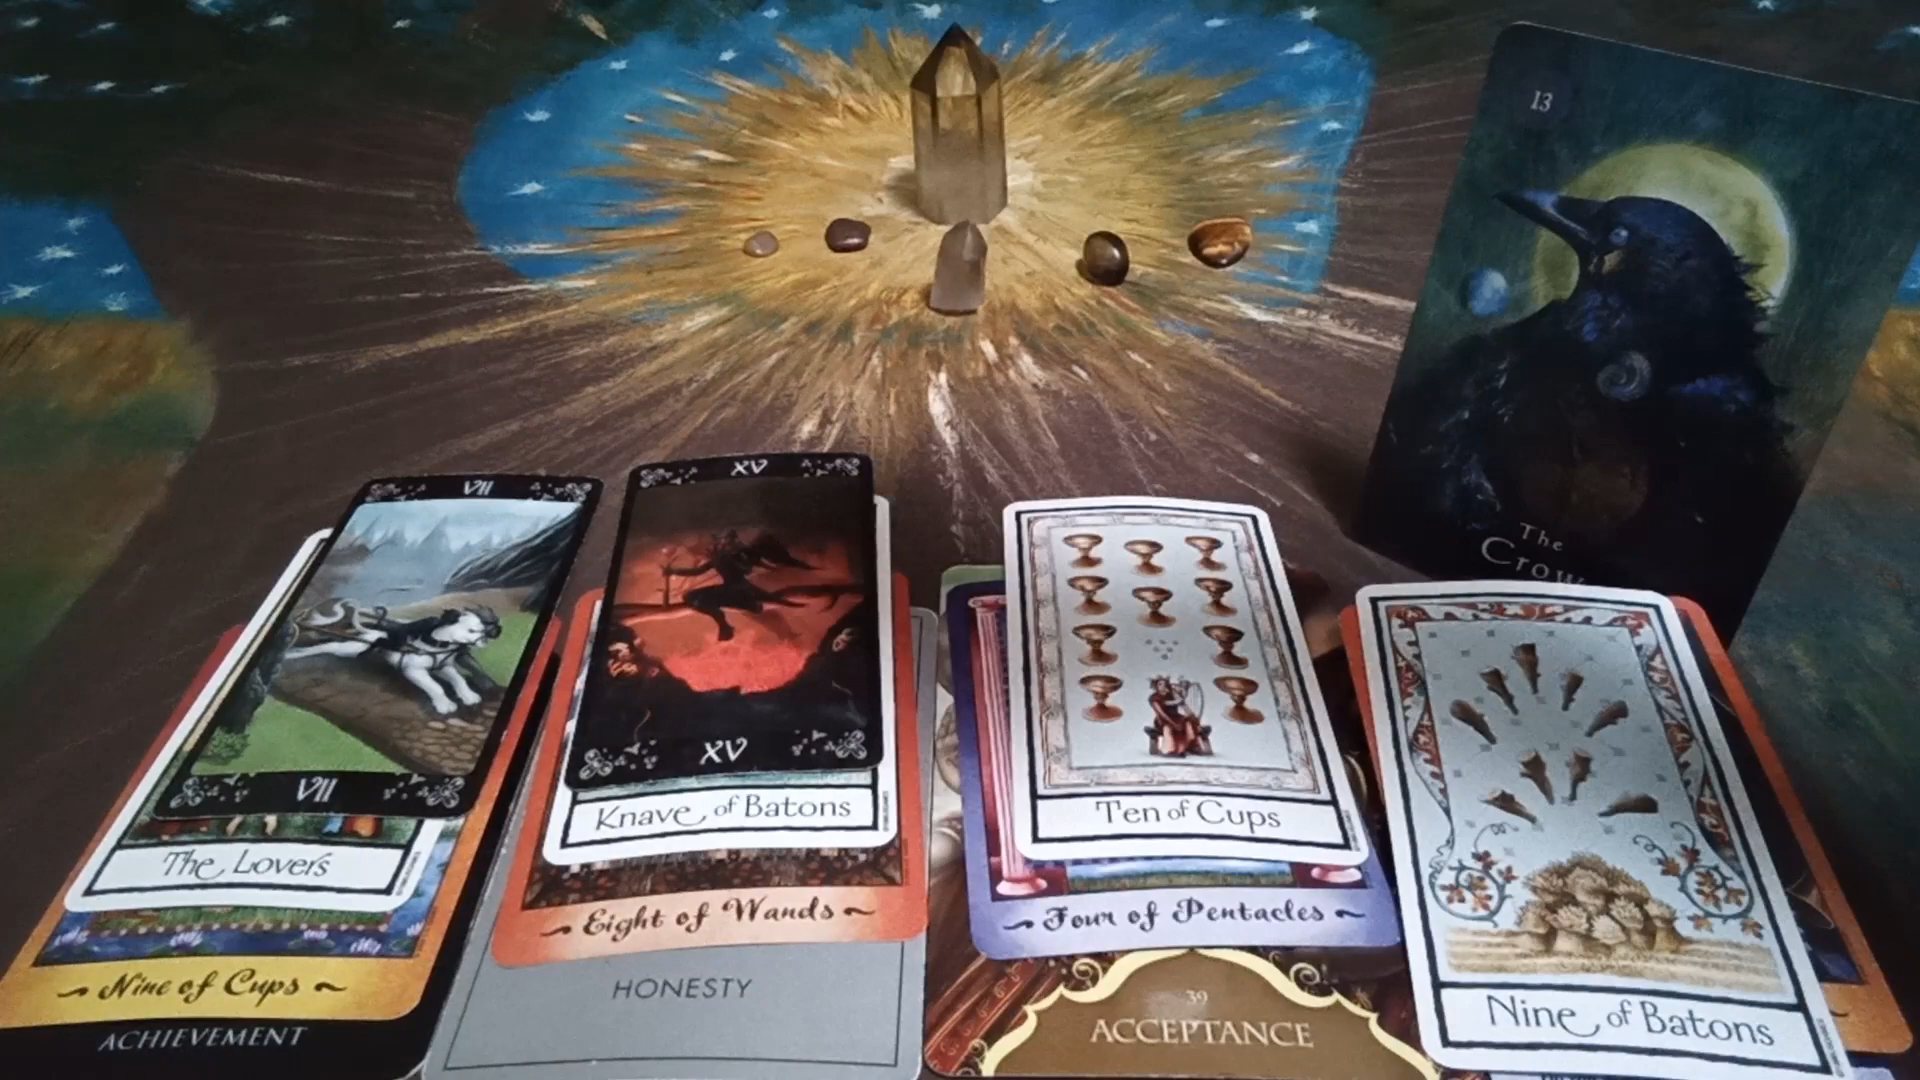 13
The
Crow
VII
VII
The Lovers
~ Nine of Cups ~
ACHIEVEMENT
XV
XV
Knave of Batons
~ Eight of Wands ~
HONESTY
Ten of Cups
~ Four of Pentacles ~
39
ACCEPTANCE
Nine of Batons